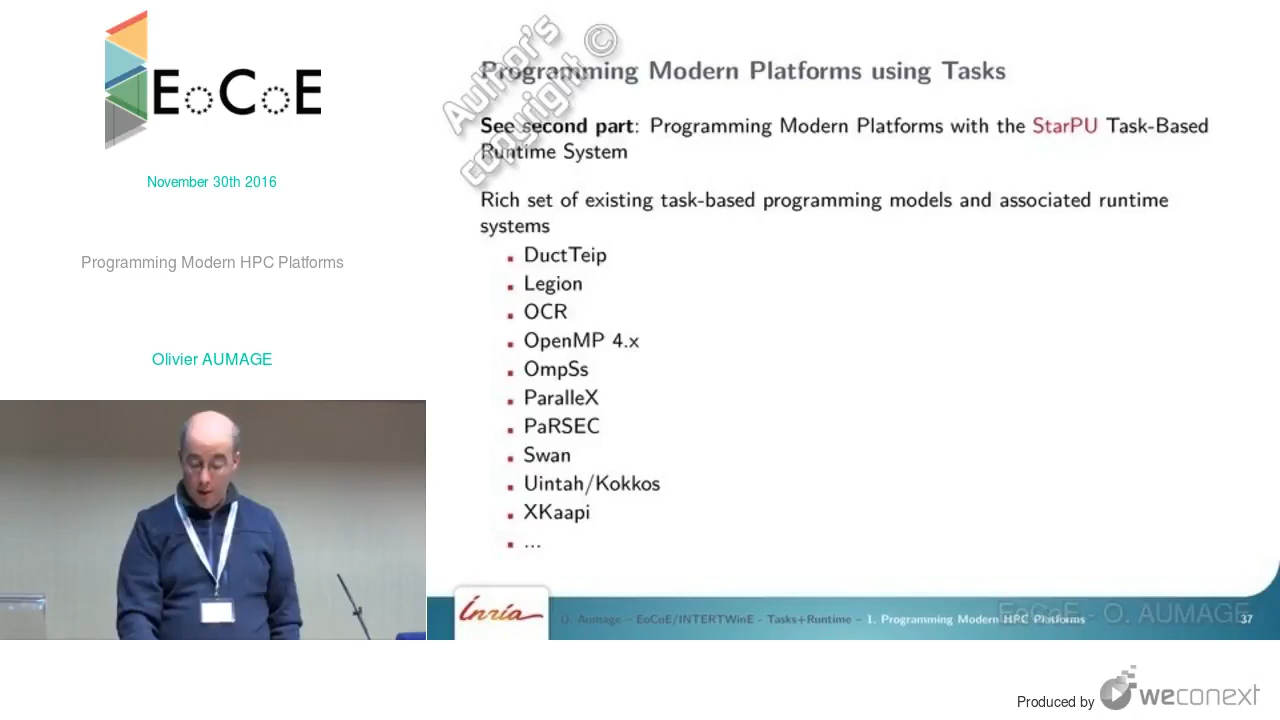 EoCoE
November 30th 2016
Programming Modern HPC Platforms
Olivier AUMAGE
Author's
copyright ©
Programming Modern Platforms using Tasks
See second part: Programming Modern Platforms with the StarPU Task-Based
Runtime System
Rich set of existing task-based programming models and associated runtime
systems
DuctTeip
Legion
OCR
OpenMP 4.x
OmpSs
ParalleX
PaRSEC
Swan
Uintah/Kokkos
XKaapi
...
Inria
O. Aumage – EoCoE/INTERTWinE - Tasks+Runtime – 1. Programming Modern HPC Platforms
EoCoE - O. AUMAGE
37
Produced by
weconext